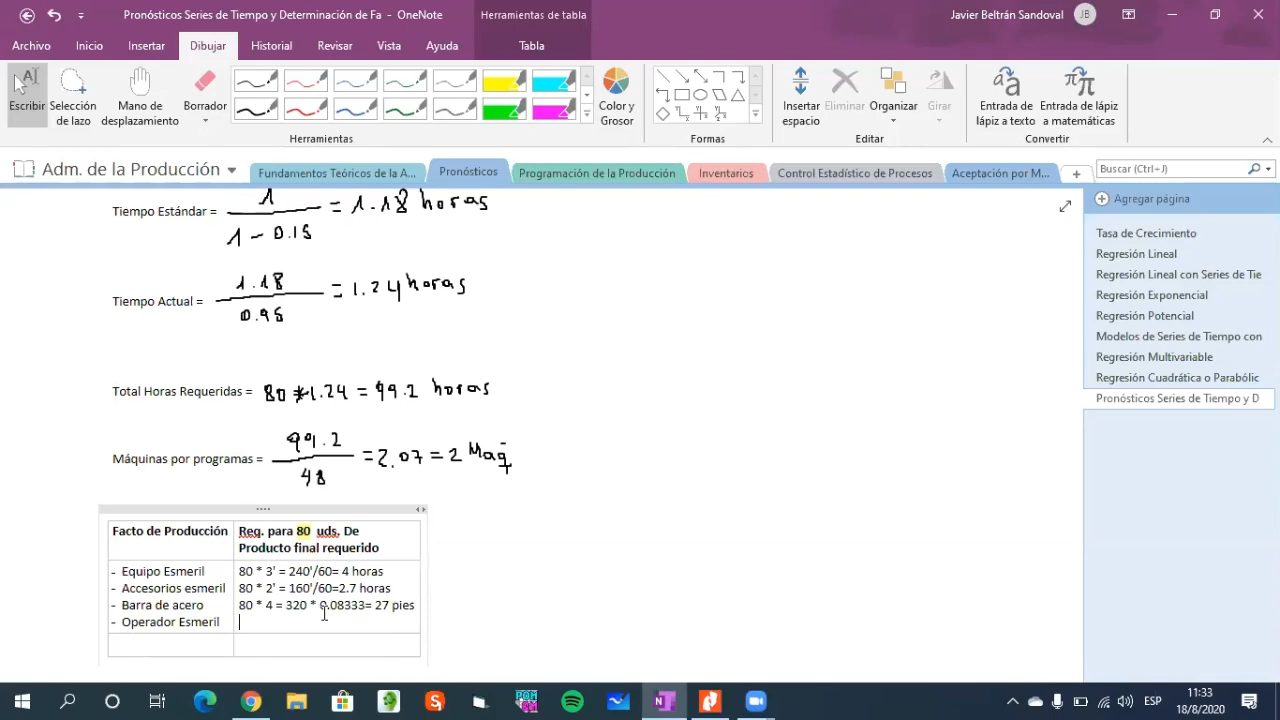 Pronósticos Series de Tiempo y Determinación de Fa - OneNote
Herramientas de tabla
Javier Beltrán Sandoval
JB
Archivo Inicio Insertar Dibujar Historial Revisar Vista Ayuda Tabla
Escribir
Selección de lazo
Mano de desplazamiento
Borrador
Color y Grosor
Insertar espacio
Eliminar
Organizar
Girar
Entrada de lápiz a texto
Entrada de lápiz a matemáticas
Herramientas
Formas
Editar
Convertir
Adm. de la Producción
Fundamentos Teóricos de la A...
Pronósticos
Programación de la Producción
Inventarios
Control Estadístico de Procesos
Aceptación por M...
Buscar (Ctrl+J)
Agregar página
Tasa de Crecimiento
Regresión Lineal
Regresión Lineal con Series de Tie
Regresión Exponencial
Regresión Potencial
Modelos de Series de Tiempo con
Regresión Multivariable
Regresión Cuadrática o Parabólic
Pronósticos Series de Tiempo y D
Tiempo Estándar = 1 / 1 - 0.15 = 1.18 horas
Tiempo Actual = 1.18 / 0.95 = 1.24 horas
Total Horas Requeridas = 80 * 1.24 = 99.2 horas
Máquinas por programas = 99.2 / 48 = 2.07 = 2 Maq
Facto de Producción
Req. para 80 uds. De
Producto final requerido
- Equipo Esmeril 80 * 3' = 240'/60= 4 horas
- Accesorios esmeril 80 * 2' = 160'/60=2.7 horas
- Barra de acero 80 * 4 = 320 * 0.08333= 27 pies
- Operador Esmeril
ESP
11:33
18/8/2020